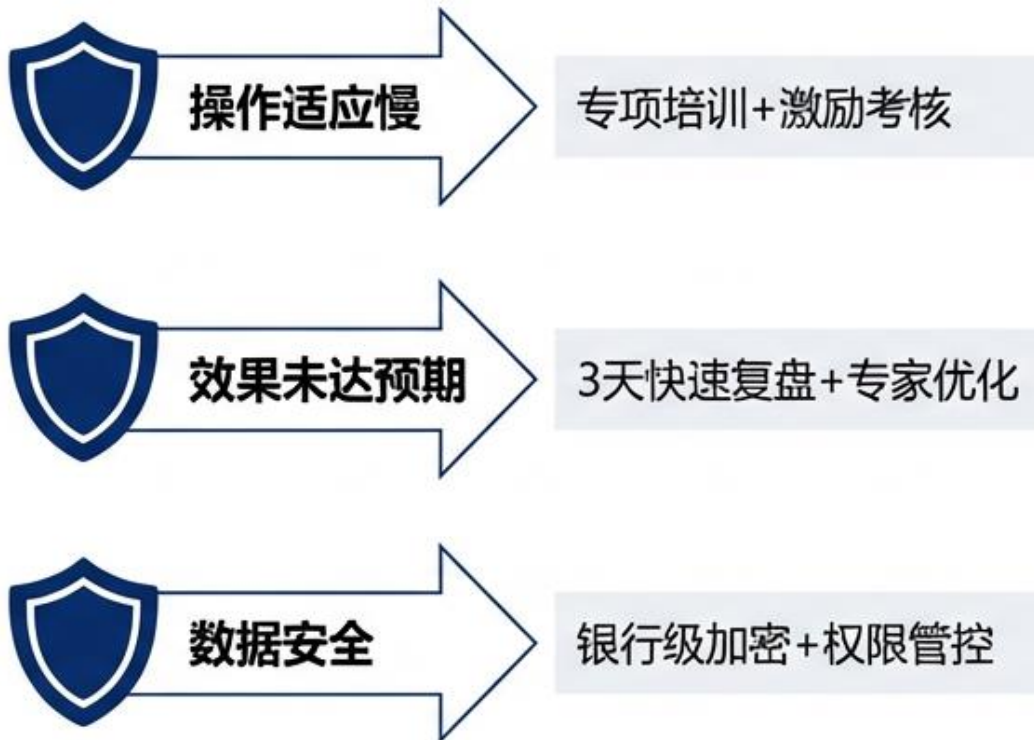 操作适应慢
专项培训+激励考核
效果未达预期
3天快速复盘+专家优化
数据安全
银行级加密+权限管控